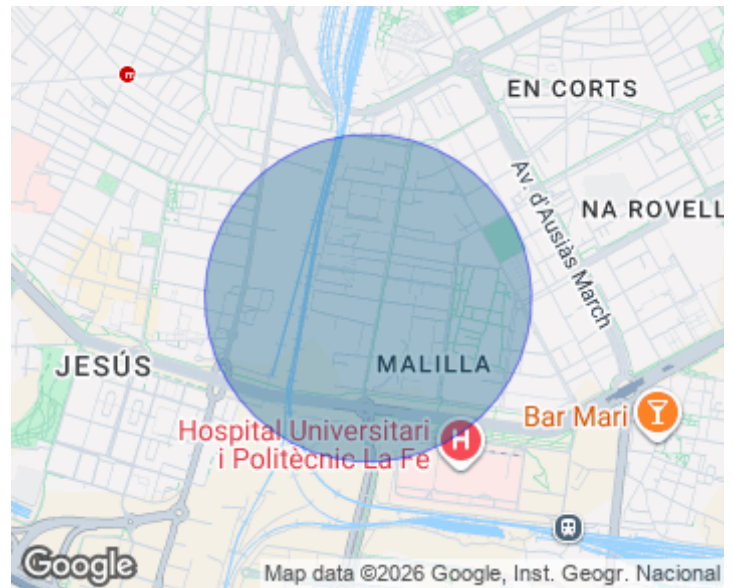 EN CORTS
Av. d'Ausiàs March
NA ROVELL
JESÚS
MALILLA
Bar Mari
Hospital Universitari
i Politècnic La Fe
H
Google
Map data ©2026 Google, Inst. Geogr. Nacional